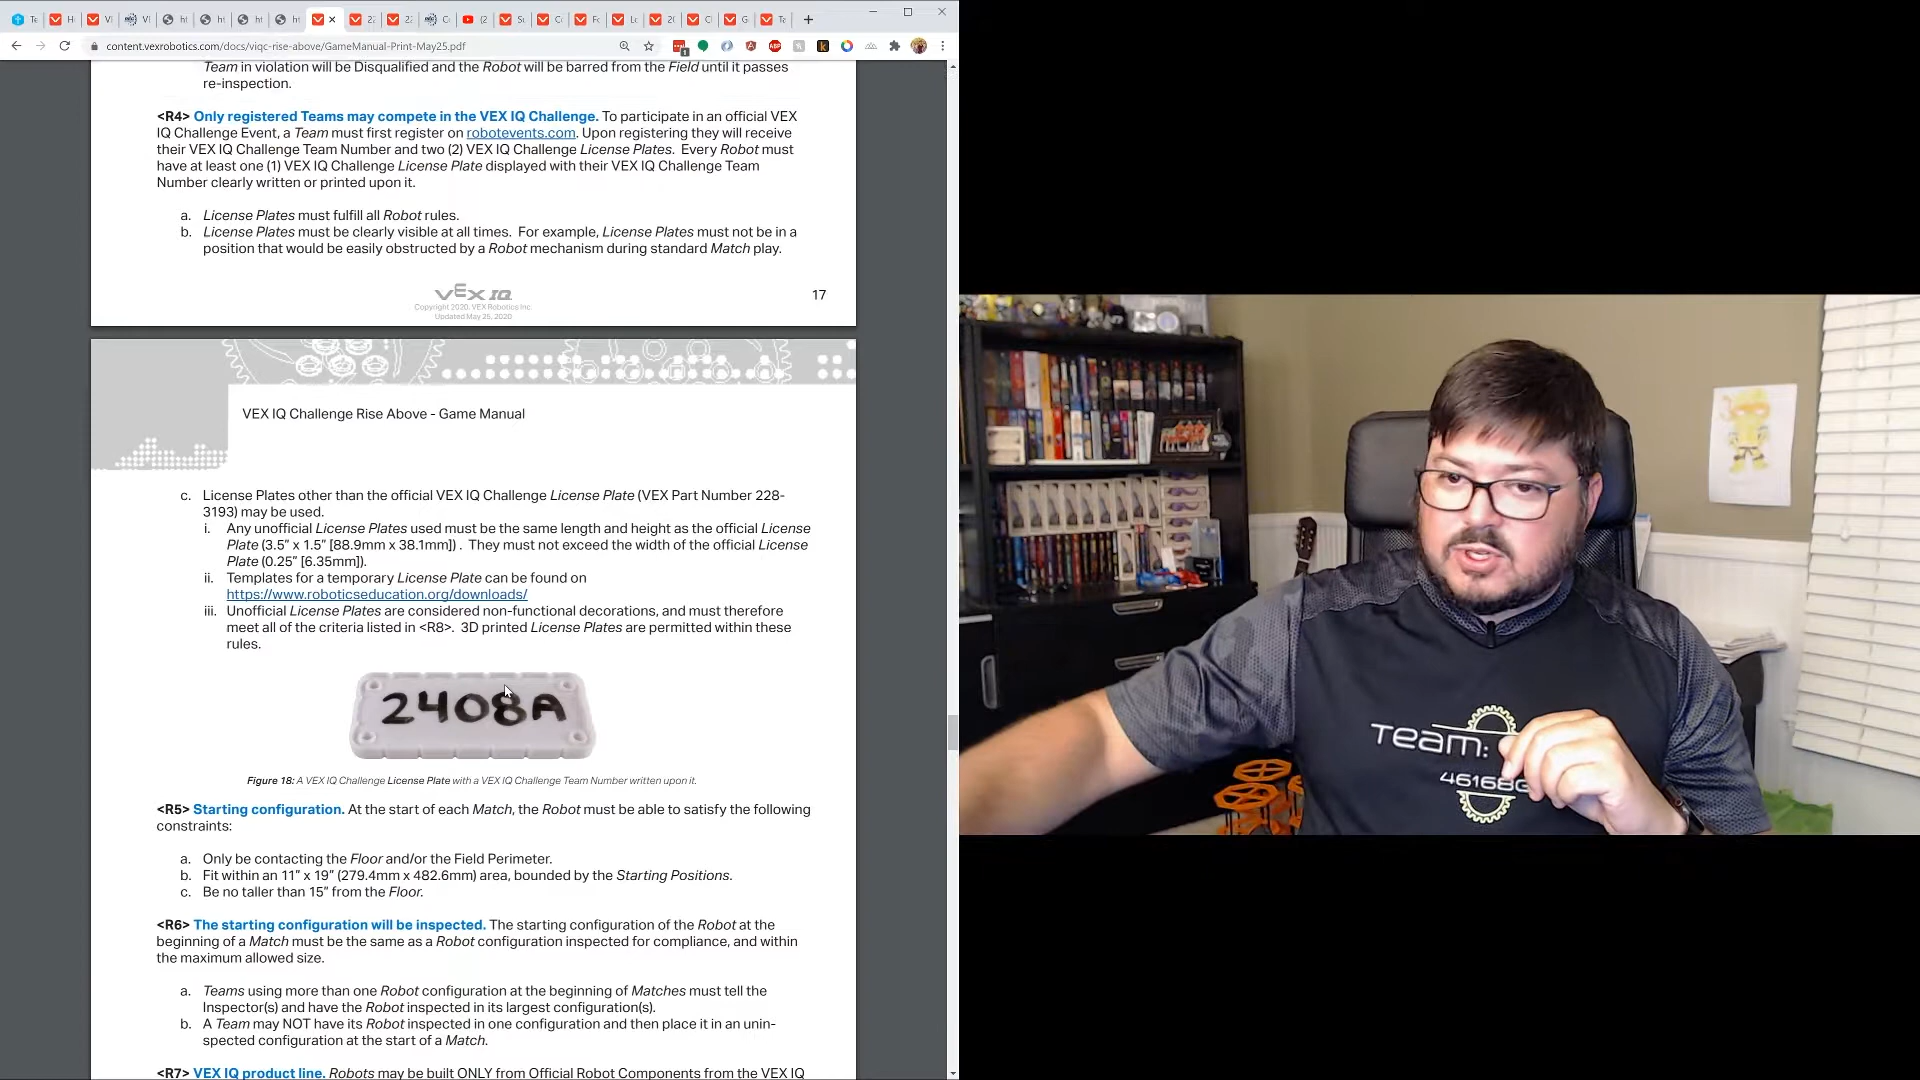 content.vexrobotics.com/docs/viqc-rise-above/GameManual-Print-May25.pdf
Team in violation will be Disqualified and the Robot will be barred from the Field until it passes
re-inspection.
<R4> Only registered Teams may compete in the VEX IQ Challenge. To participate in an official VEX
IQ Challenge Event, a Team must first register on robotevents.com. Upon registering they will receive
their VEX IQ Challenge Team Number and two (2) VEX IQ Challenge License Plates. Every Robot must
have at least one (1) VEX IQ Challenge License Plate displayed with their VEX IQ Challenge Team
Number clearly written or printed upon it.
a. License Plates must fulfill all Robot rules.
b. License Plates must be clearly visible at all times. For example, License Plates must not be in a
position that would be easily obstructed by a Robot mechanism during standard Match play.
VEX IQ
Copyright 2020, VEX Robotics Inc.
Updated May 25, 2020
17
VEX IQ Challenge Rise Above - Game Manual
c. License Plates other than the official VEX IQ Challenge License Plate (VEX Part Number 228-
3193) may be used.
i. Any unofficial License Plates used must be the same length and height as the official License
Plate (3.5” x 1.5” [88.9mm x 38.1mm]) . They must not exceed the width of the official License
Plate (0.25” [6.35mm]).
ii. Templates for a temporary License Plate can be found on
https://www.roboticseducation.org/downloads/
iii. Unofficial License Plates are considered non-functional decorations, and must therefore
meet all of the criteria listed in <R8>. 3D printed License Plates are permitted within these
rules.
2408A
Figure 18: A VEX IQ Challenge License Plate with a VEX IQ Challenge Team Number written upon it.
<R5> Starting configuration. At the start of each Match, the Robot must be able to satisfy the following
constraints:
a. Only be contacting the Floor and/or the Field Perimeter.
b. Fit within an 11” x 19” (279.4mm x 482.6mm) area, bounded by the Starting Positions.
c. Be no taller than 15” from the Floor.
<R6> The starting configuration will be inspected. The starting configuration of the Robot at the
beginning of a Match must be the same as a Robot configuration inspected for compliance, and within
the maximum allowed size.
a. Teams using more than one Robot configuration at the beginning of Matches must tell the
Inspector(s) and have the Robot inspected in its largest configuration(s).
b. A Team may NOT have its Robot inspected in one configuration and then place it in an unin-
spected configuration at the start of a Match.
<R7> VEX IQ product line. Robots may be built ONLY from Official Robot Components from the VEX IQ
Team:
46168